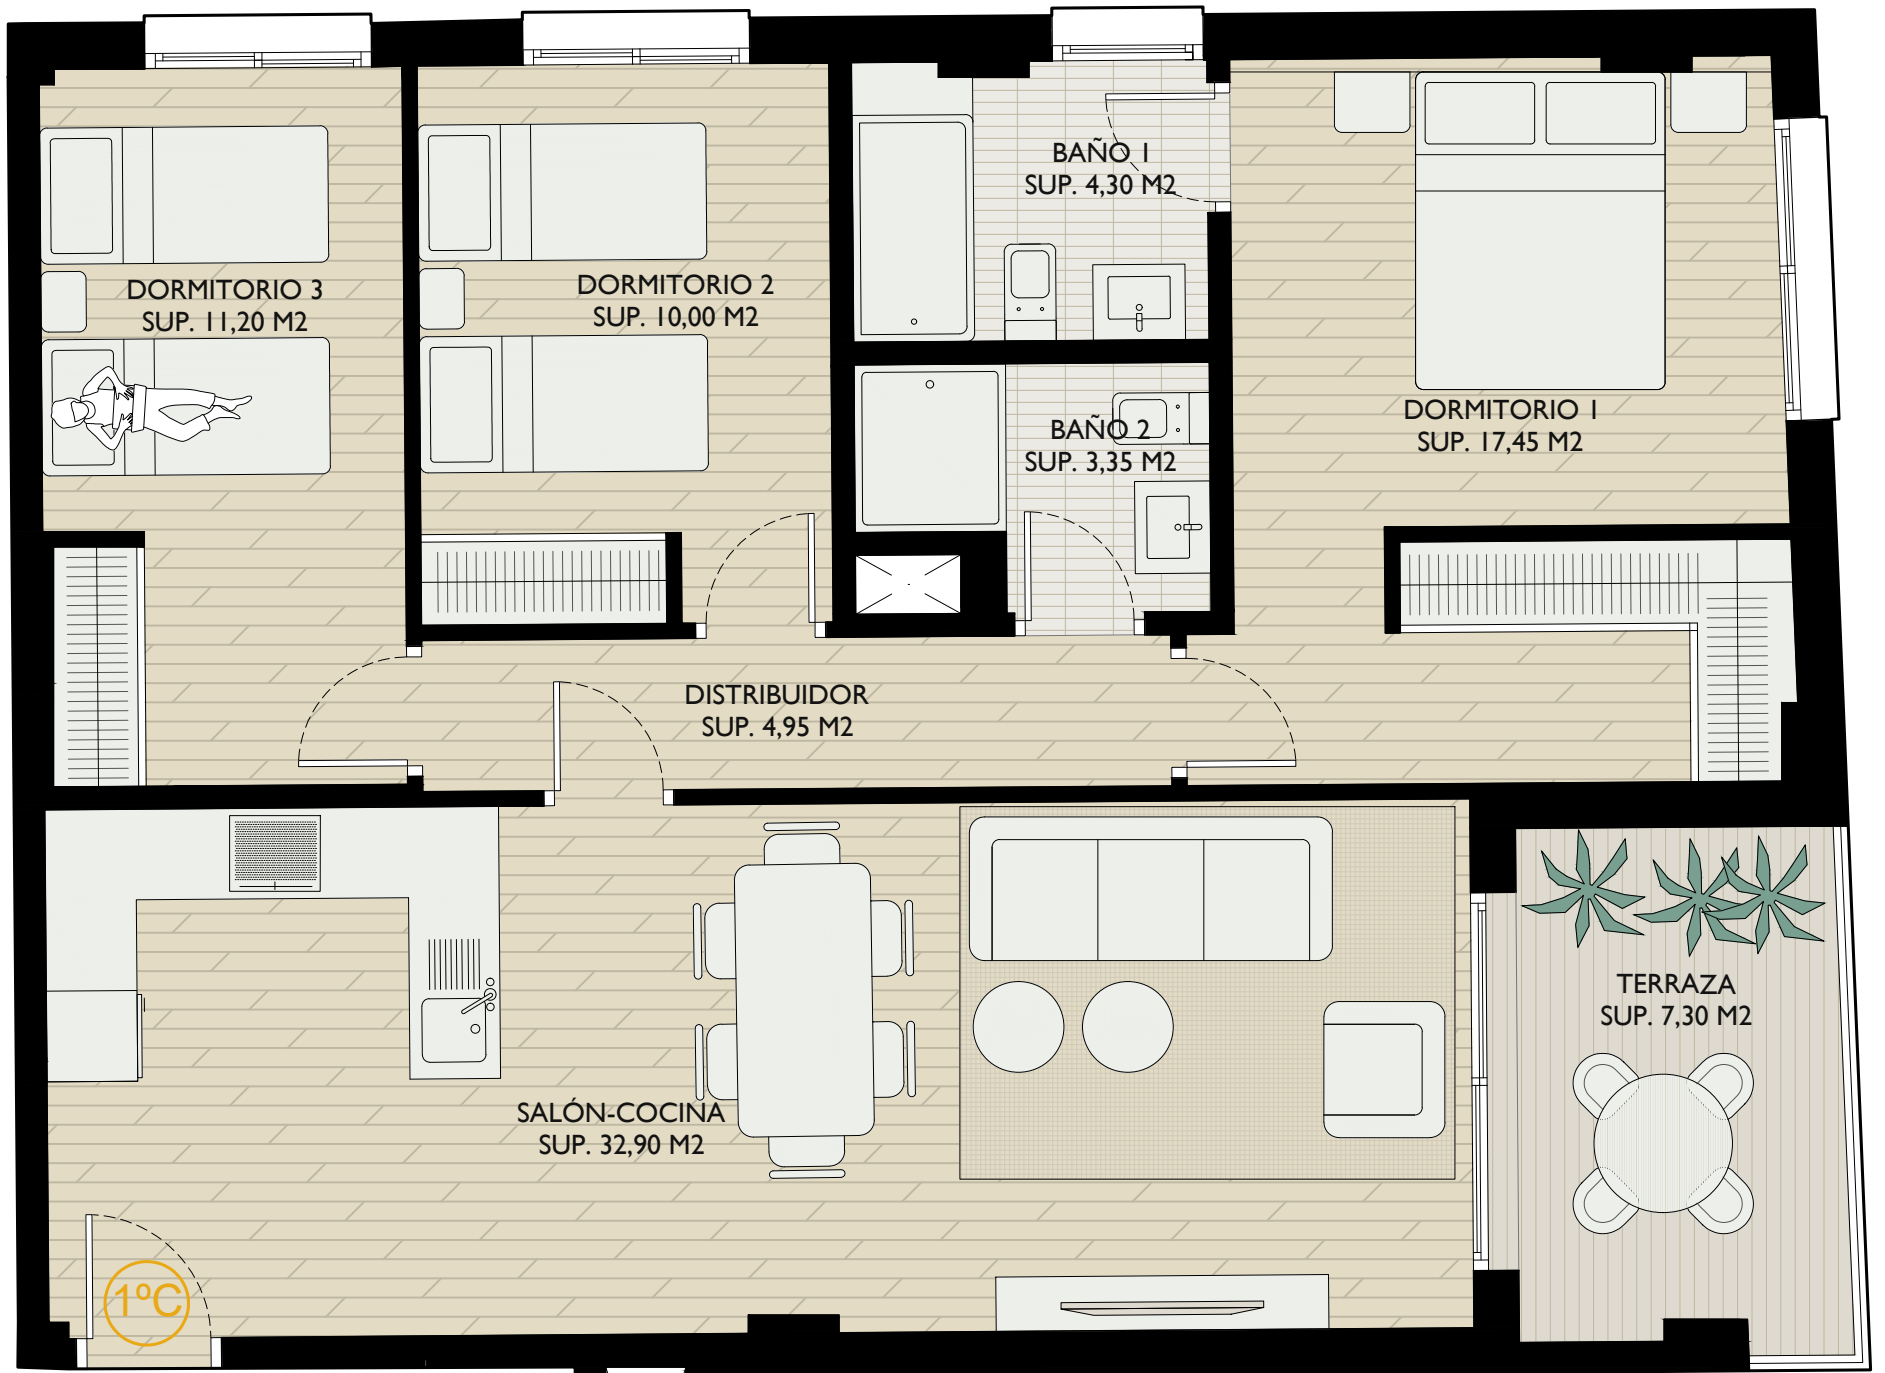 BAÑO 1
SUP. 4,30 M2
DORMITORIO 3
SUP. 11,20 M2
DORMITORIO 2
SUP. 10,00 M2
DORMITORIO 1
SUP. 17,45 M2
BAÑO 2
SUP. 3,35 M2
DISTRIBUIDOR
SUP. 4,95 M2
TERRAZA
SUP. 7,30 M2
SALÓN-COCINA
SUP. 32,90 M2
1ºC